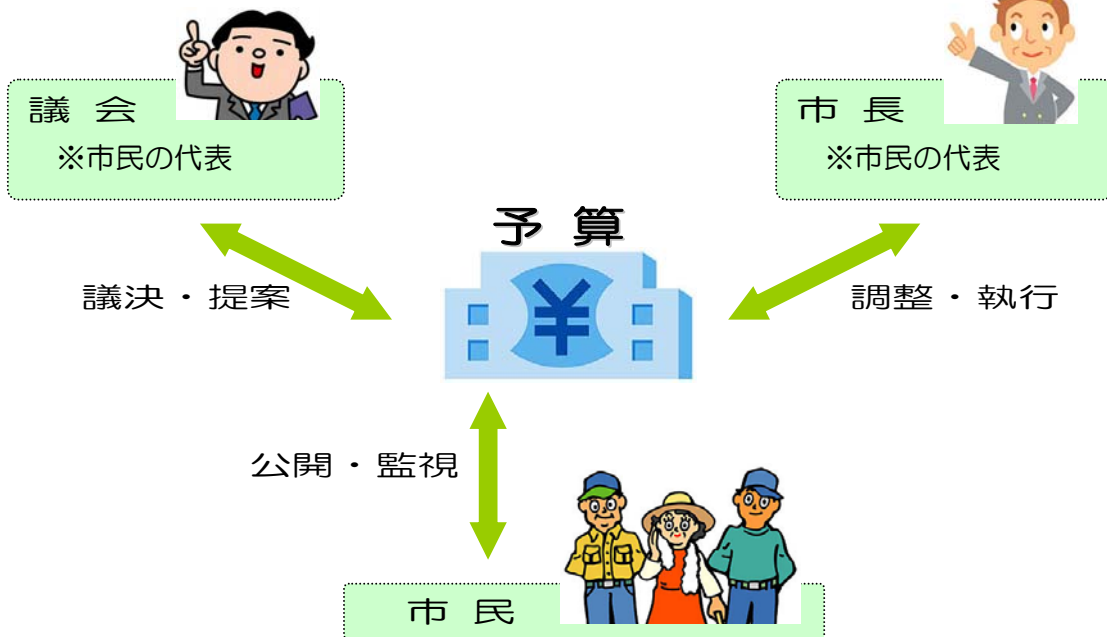 議 会
※市民の代表
市 長
※市民の代表
予 算
¥
議決・提案
調整・執行
公開・監視
市 民